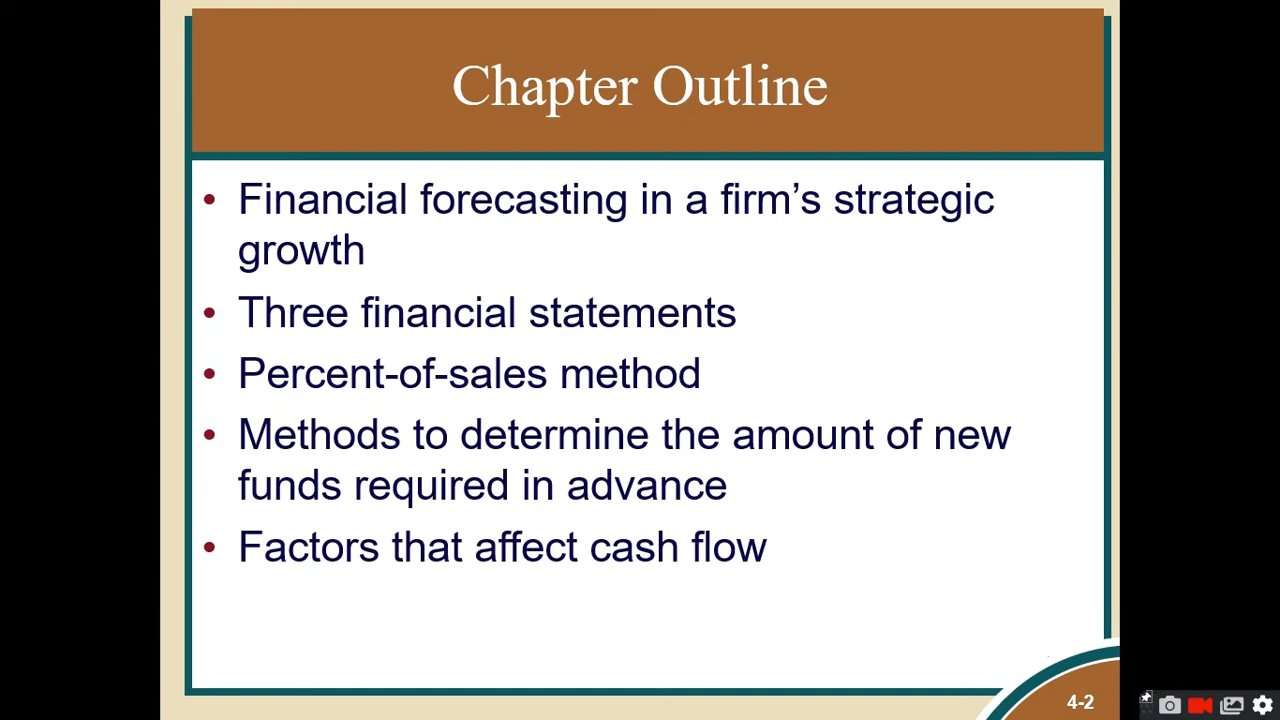 Chapter Outline
• Financial forecasting in a firm’s strategic
growth
• Three financial statements
• Percent-of-sales method
• Methods to determine the amount of new
funds required in advance
• Factors that affect cash flow
4-2